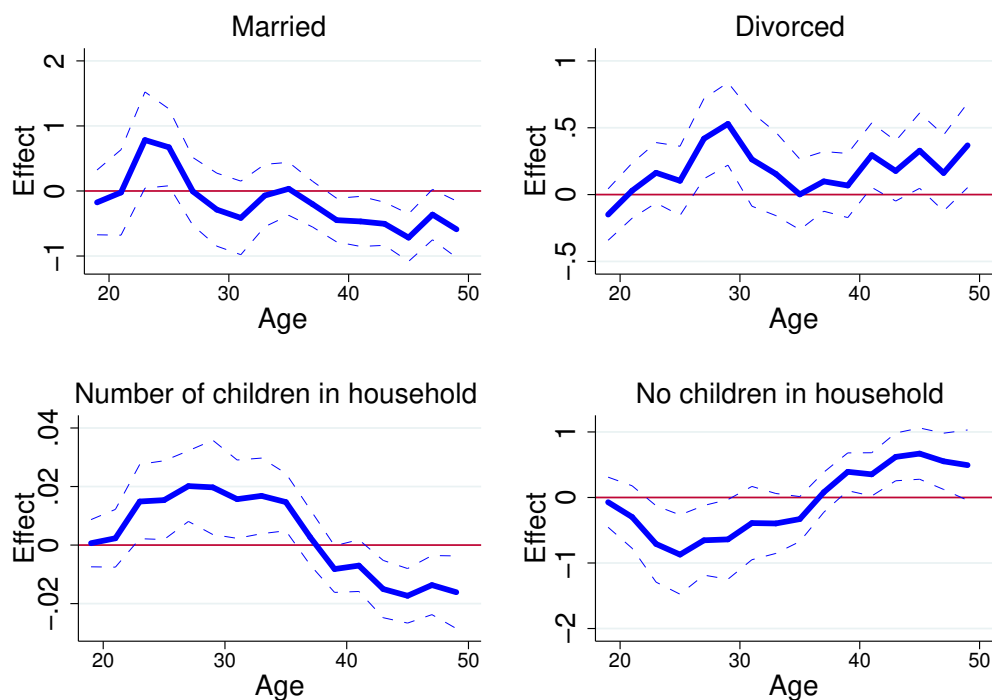 Married
Effect
2
1
0
−1
20 30 40 50
Age
Divorced
Effect
1
.5
0
−.5
20 30 40 50
Age
Number of children in household
Effect
.04
.02
0
−.02
20 30 40 50
Age
No children in household
Effect
1
0
−1
−2
20 30 40 50
Age